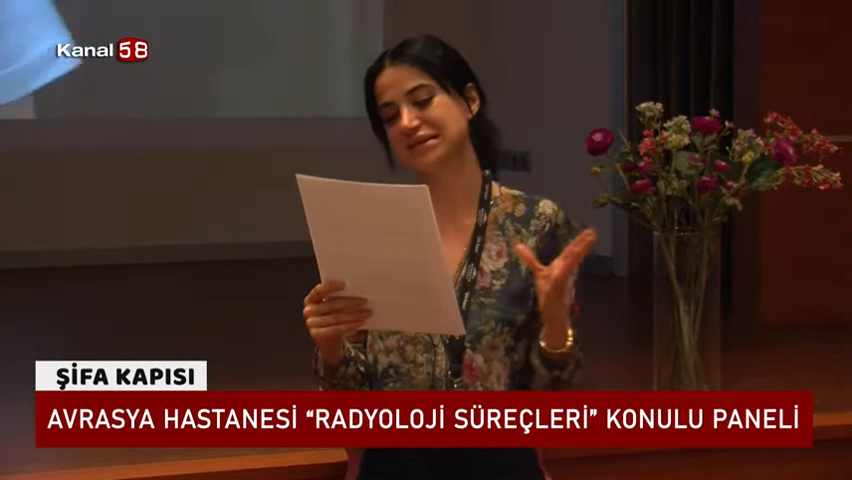 Kanal 58
ŞİFA KAPISI
AVRASYA HASTANESİ “RADYOLOJİ SÜREÇLERİ” KONULU PANELİ